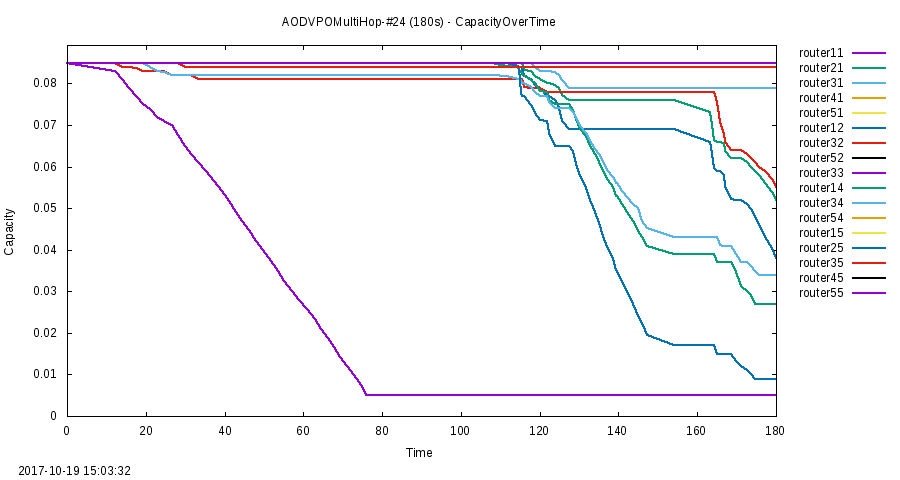 AODVPOMultiHop-#24 (180s) - CapacityOverTime
router11
router21
router31
router41
router51
router12
router32
router52
router33
router14
router34
router54
router15
router25
router35
router45
router55
0.08
0.07
0.06
0.05
0.04
0.03
0.02
0.01
0
Capacity
0 20 40 60 80 100 120 140 160 180
Time
2017-10-19 15:03:32